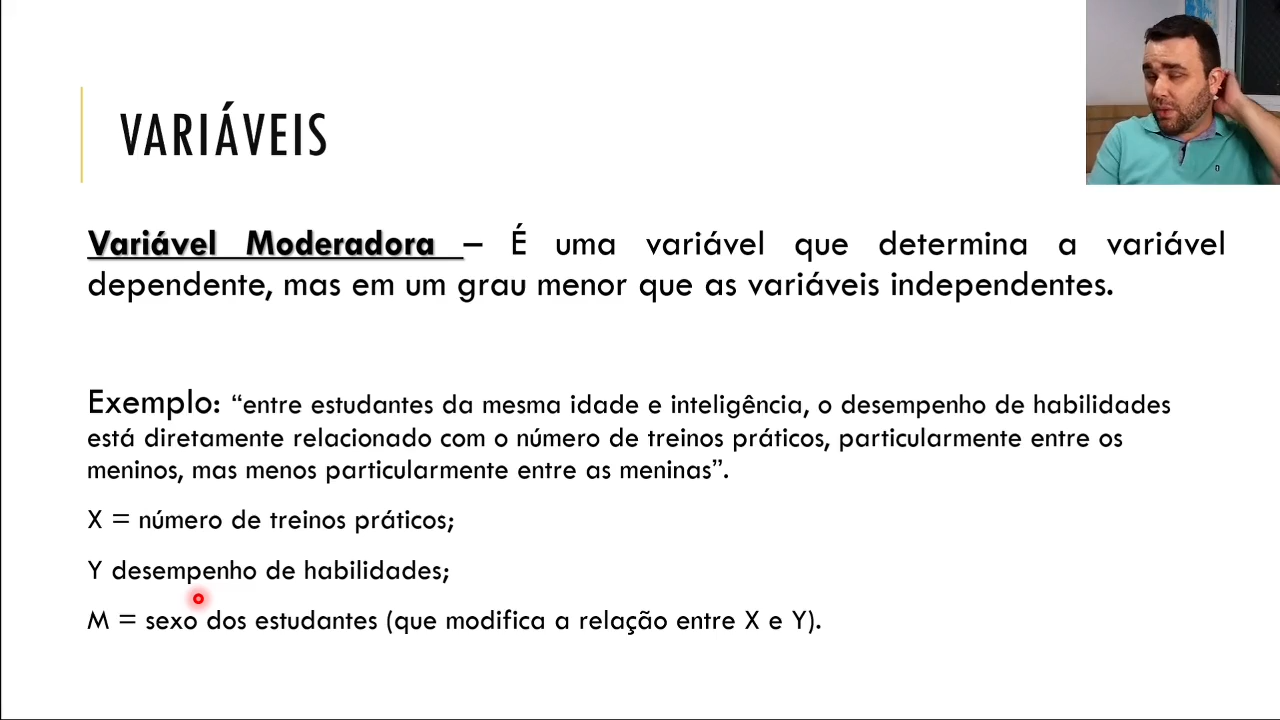 VARIÁVEIS
Variável Moderadora – É uma variável que determina a variável
dependente, mas em um grau menor que as variáveis independentes.
Exemplo: “entre estudantes da mesma idade e inteligência, o desempenho de habilidades
está diretamente relacionado com o número de treinos práticos, particularmente entre os
meninos, mas menos particularmente entre as meninas”.
X = número de treinos práticos;
Y desempenho de habilidades;
M = sexo dos estudantes (que modifica a relação entre X e Y).